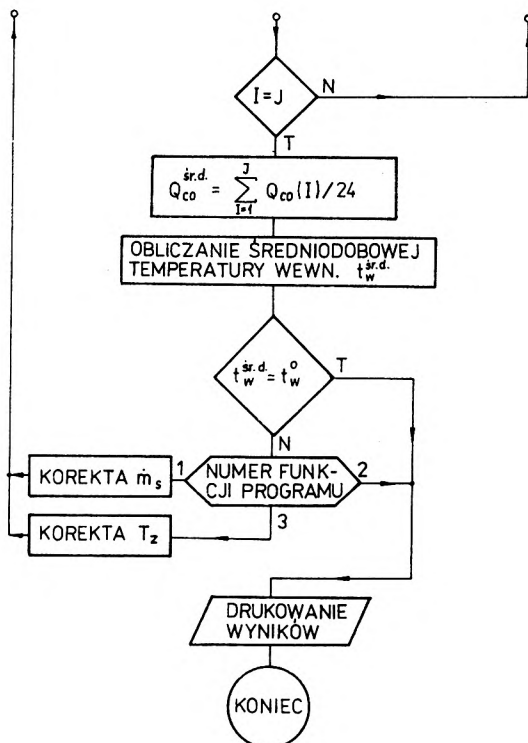 I=J
N
T
Q_co^śr.d. = ∑_{I=1}^{J} Q_co(I)/24
OBLICZANIE ŚREDNIODOBOWEJ
TEMPERATURY WEWN. t_w^śr.d.
t_w^śr.d. = t_w^o
T
N
KOREKTA ṁ_s
1
NUMER FUNK-
CJI PROGRAMU
2
3
KOREKTA T_z
DRUKOWANIE
WYNIKÓW
KONIEC